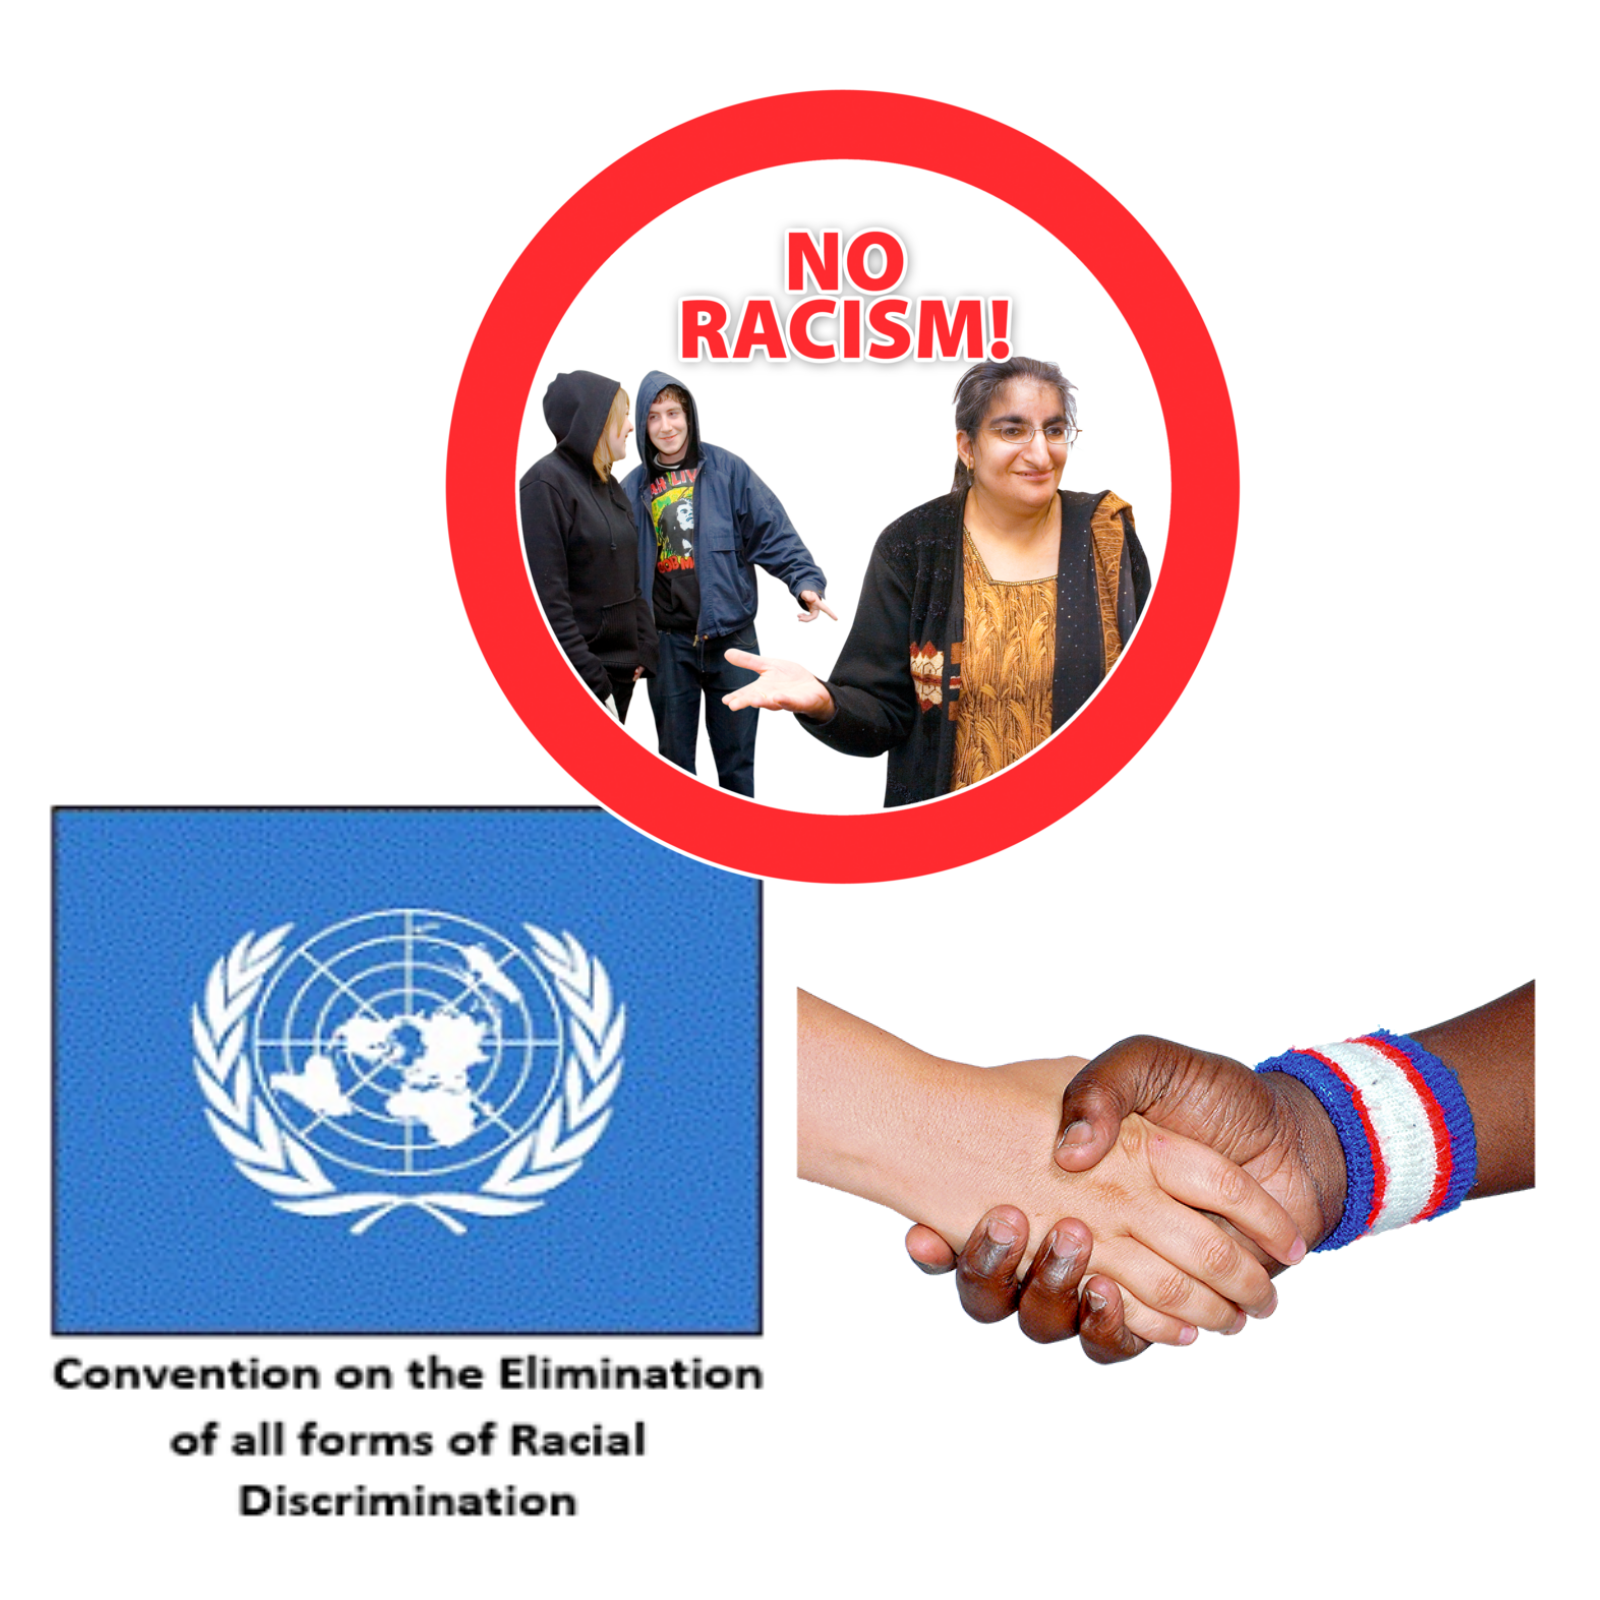 NO
RACISM!
Convention on the Elimination
of all forms of Racial
Discrimination